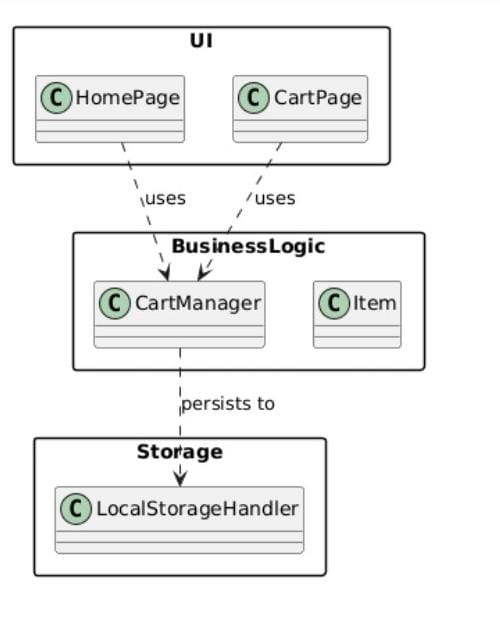 UI
C HomePage
C CartPage
uses
uses
BusinessLogic
C CartManager
C Item
persists to
Storage
C LocalStorageHandler